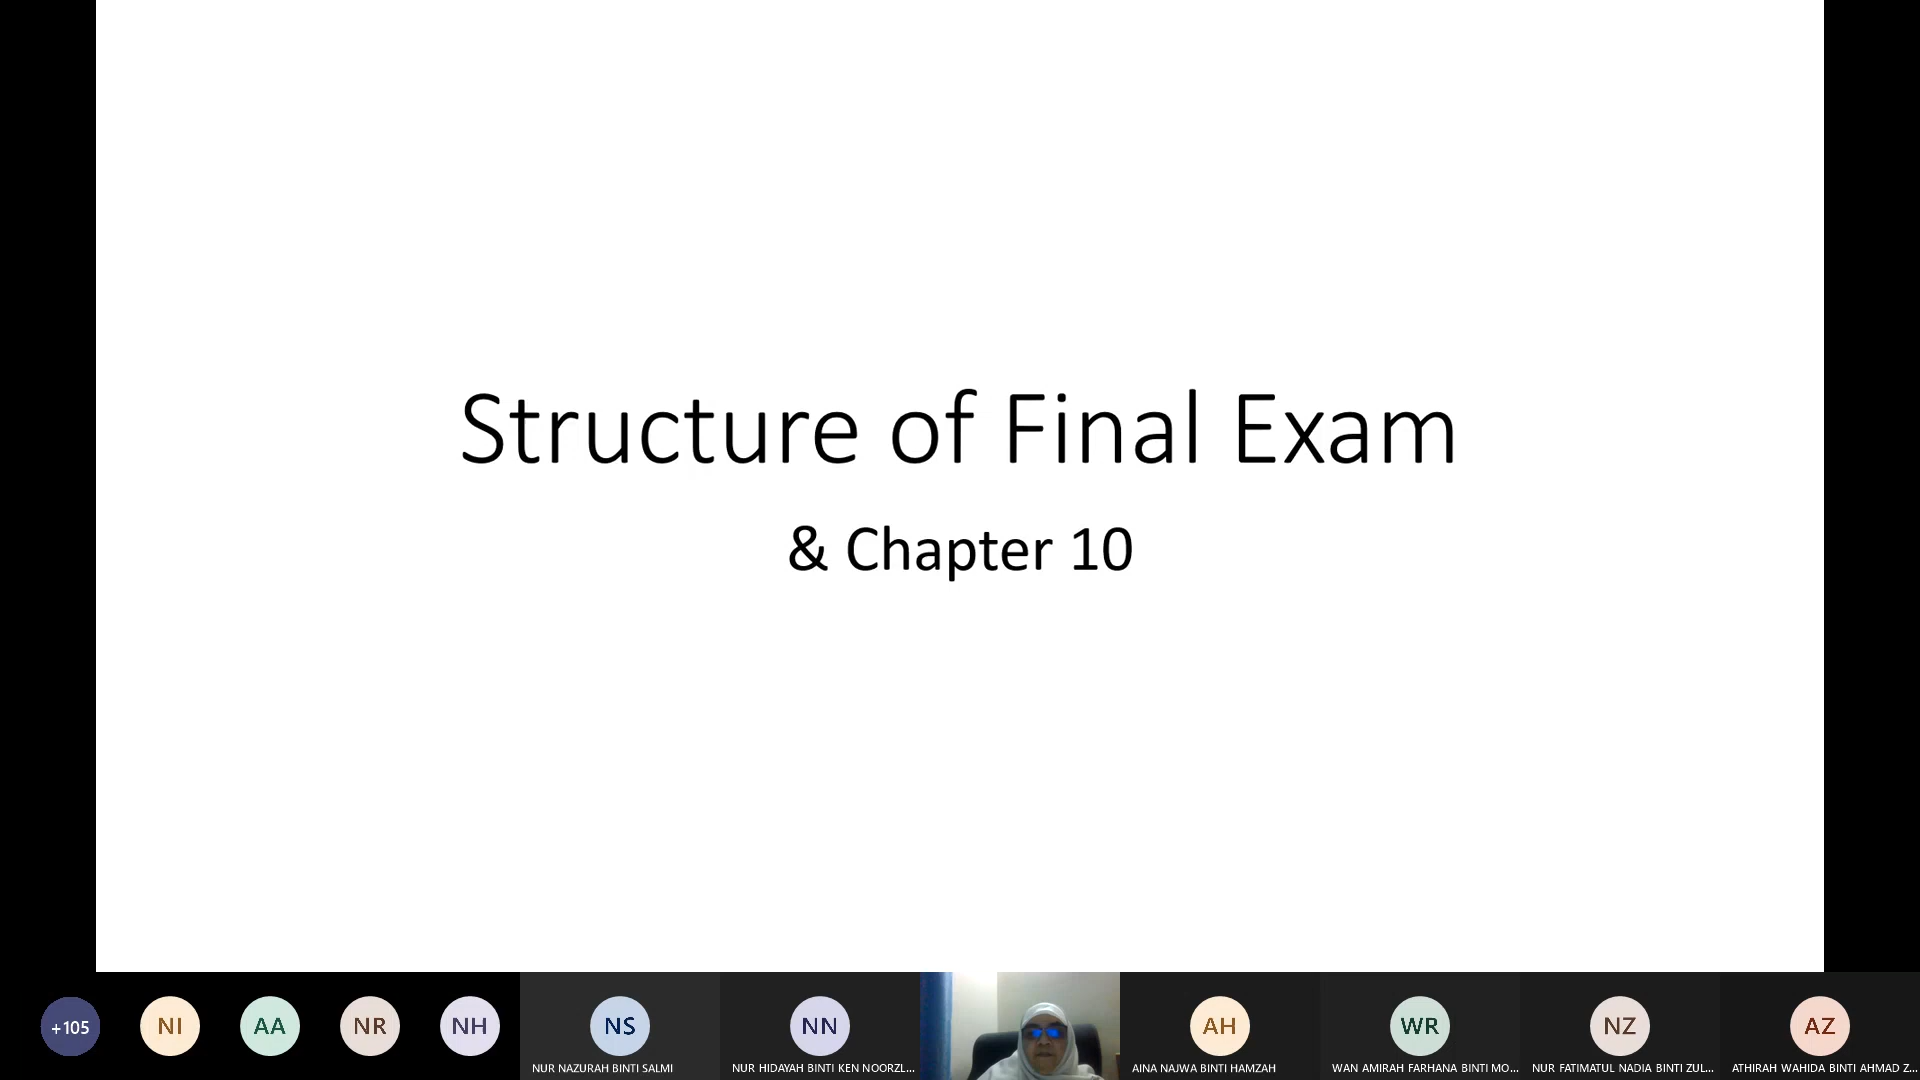 Structure of Final Exam
& Chapter 10
+105
NI
AA
NR
NH
NS
NN
AH
WR
NZ
AZ
NUR NAZURAH BINTI SALMI
NUR HIDAYAH BINTI KEN NOORZL...
AINA NAJWA BINTI HAMZAH
WAN AMIRAH FARHANA BINTI MO...
NUR FATIMATUL NADIA BINTI ZUL...
ATHIRAH WAHIDA BINTI AHMAD Z...